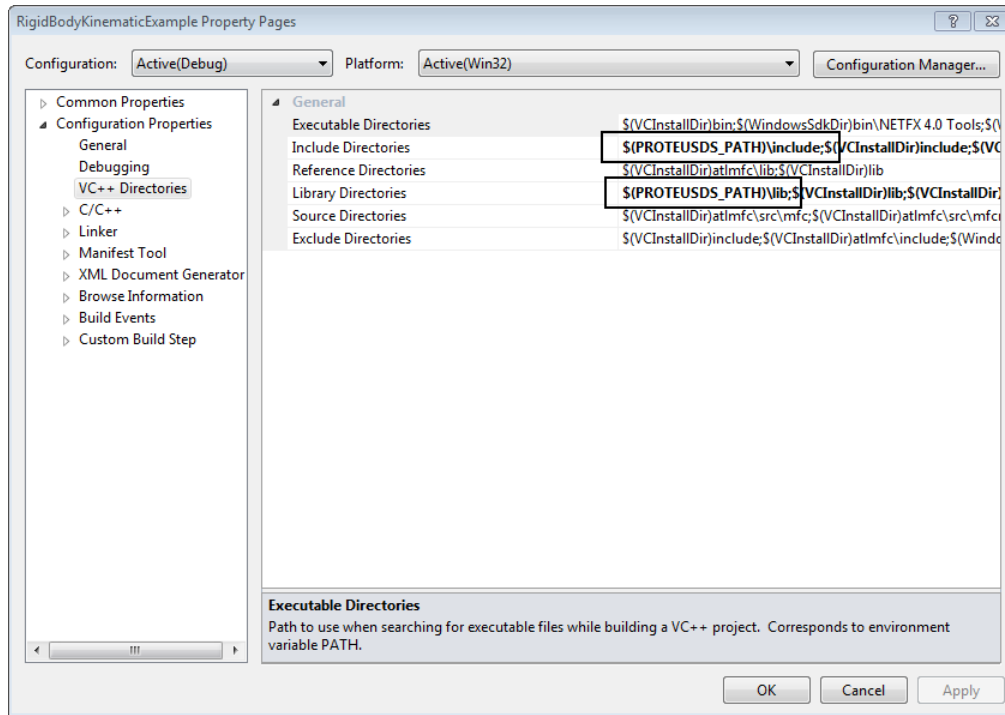 RigidBodyKinematicExample Property Pages
Configuration: Active(Debug) Platform: Active(Win32) Configuration Manager...
Common Properties
Configuration Properties
General
Debugging
VC++ Directories
C/C++
Linker
Manifest Tool
XML Document Generator
Browse Information
Build Events
Custom Build Step
General
Executable Directories $(VCInstallDir)bin;$(WindowsSdkDir)bin\NETFX 4.0 Tools;$(
Include Directories $(PROTEUSDS_PATH)\include;$(VCInstallDir)include;$(VC
Reference Directories $(VCInstallDir)atlmfc\lib;$(VCInstallDir)lib
Library Directories $(PROTEUSDS_PATH)\lib;$(VCInstallDir)lib;$(VCInstallDir)
Source Directories $(VCInstallDir)atlmfc\src\mfc;$(VCInstallDir)atlmfc\src\mfc
Exclude Directories $(VCInstallDir)include;$(VCInstallDir)atlmfc\include;$(Wind
Executable Directories
Path to use when searching for executable files while building a VC++ project. Corresponds to environment
variable PATH.
OK Cancel Apply